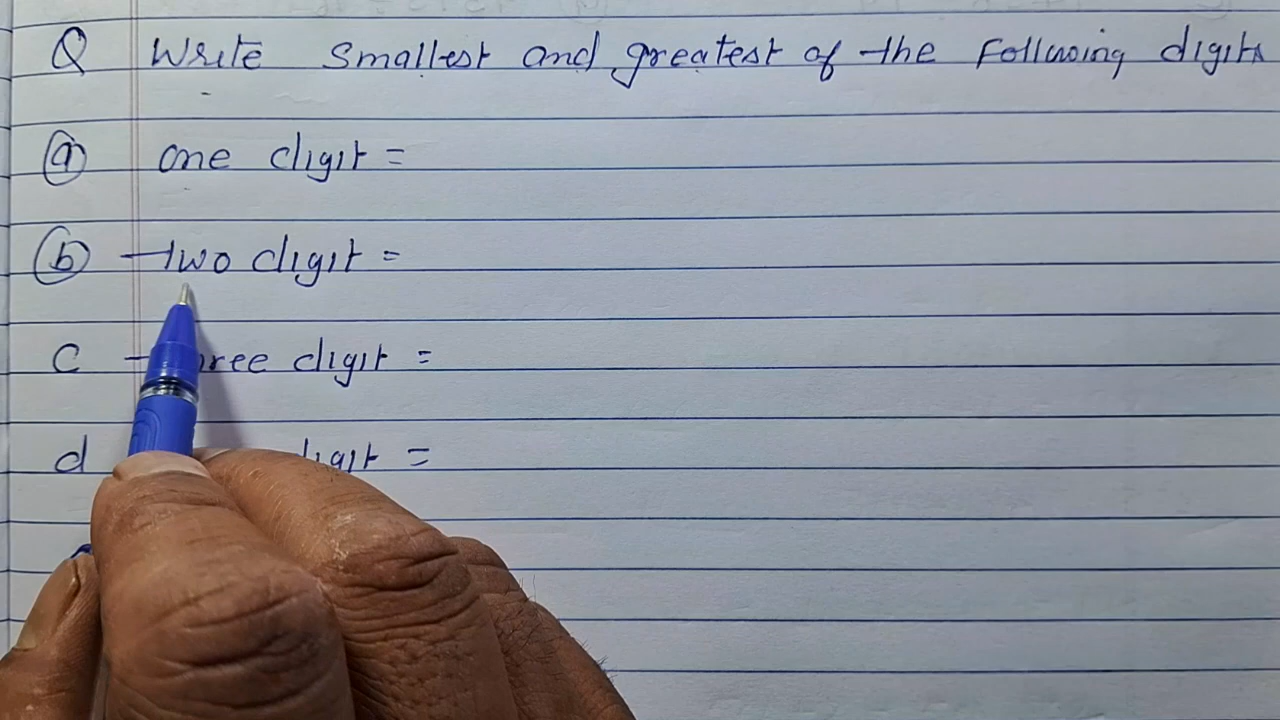 Q Write Smallest and greatest of the Following digits
a one digit =
b two digit =
c digit =
d =